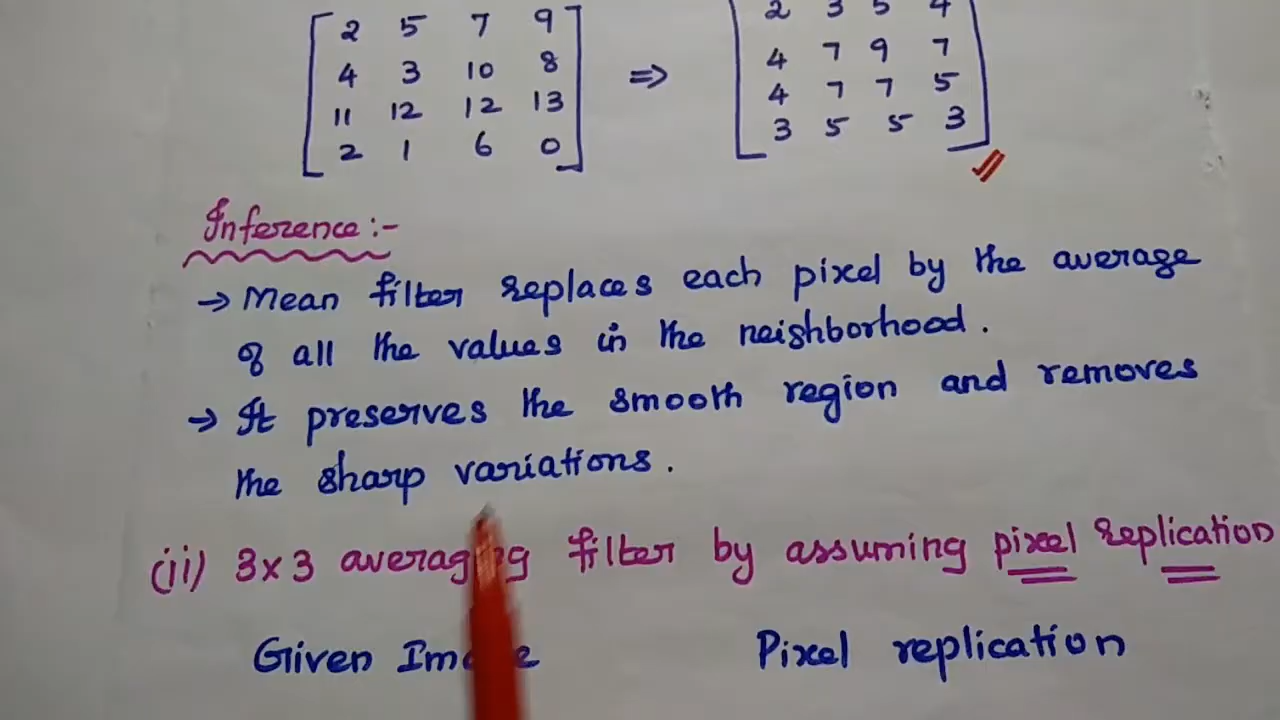 2 5 7 9 2 3 5 4
4 3 10 8 ⇒ 4 7 9 7
11 12 12 13 4 7 7 5
2 1 6 0 3 5 5 3
Inference:-
→ Mean filter replaces each pixel by the average
of all the values in the neishborhood.
→ It preserves the smooth region and removes
the sharp variations.
(ii) 3x3 averaging filter by assuming pixel replication
Given Image Pixel replication